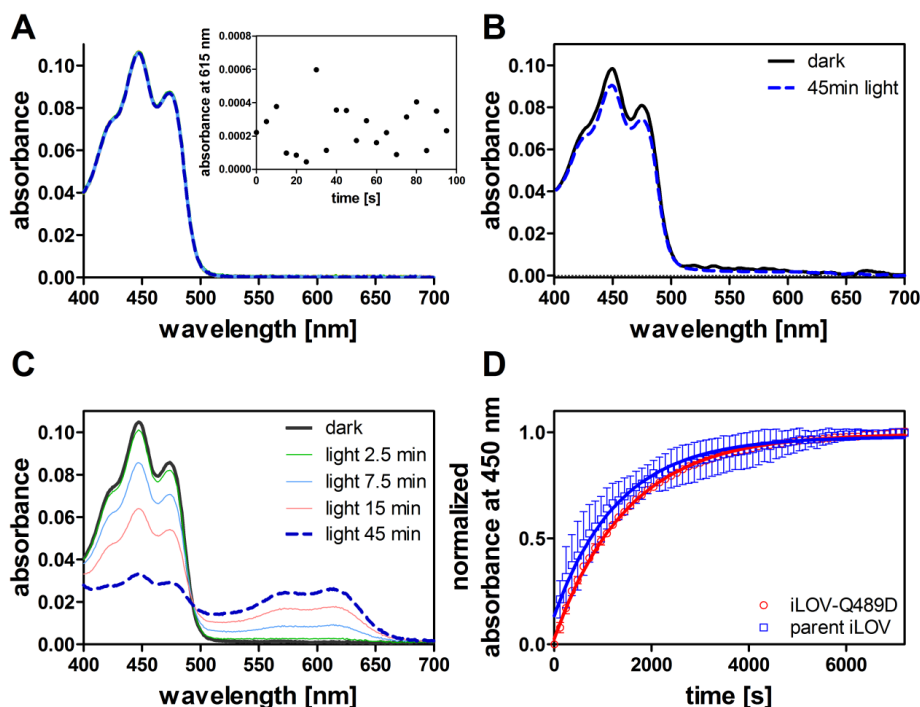 A
absorbance
0.10
0.08
0.06
0.04
0.02
0.00
400
450
500
550
600
650
700
wavelength [nm]
absorbance at 615 nm
0.0008
0.0006
0.0004
0.0002
0.0000
0
20
40
60
80
100
time [s]
B
absorbance
0.10
0.08
0.06
0.04
0.02
0.00
400
450
500
550
600
650
700
wavelength [nm]
dark
45min light
C
absorbance
0.10
0.08
0.06
0.04
0.02
0.00
400
450
500
550
600
650
700
wavelength [nm]
dark
light 2.5 min
light 7.5 min
light 15 min
light 45 min
D
normalized
absorbance at 450 nm
1.0
0.5
0.0
0
2000
4000
6000
time [s]
iLOV-Q489D
parent iLOV